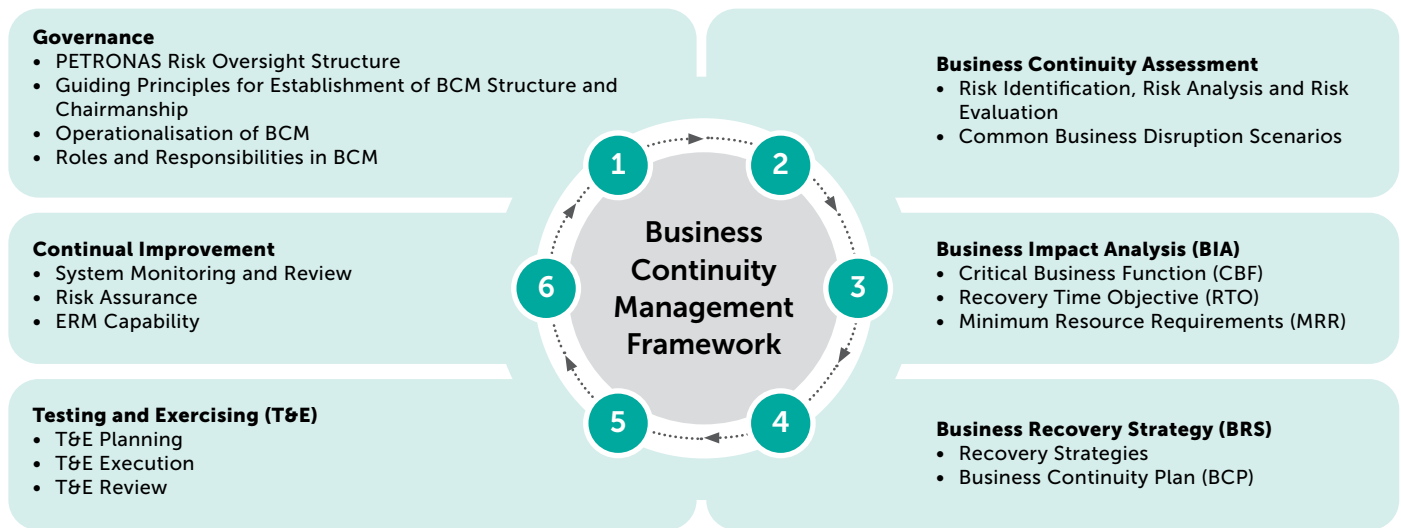 Governance
• PETRONAS Risk Oversight Structure
• Guiding Principles for Establishment of BCM Structure and
Chairmanship
• Operationalisation of BCM
• Roles and Responsibilities in BCM
Business Continuity Assessment
• Risk Identification, Risk Analysis and Risk
Evaluation
• Common Business Disruption Scenarios
1
2
Continual Improvement
• System Monitoring and Review
• Risk Assurance
• ERM Capability
6
Business
Continuity
Management
Framework
3
Business Impact Analysis (BIA)
• Critical Business Function (CBF)
• Recovery Time Objective (RTO)
• Minimum Resource Requirements (MRR)
Testing and Exercising (T&E)
• T&E Planning
• T&E Execution
• T&E Review
5
4
Business Recovery Strategy (BRS)
• Recovery Strategies
• Business Continuity Plan (BCP)